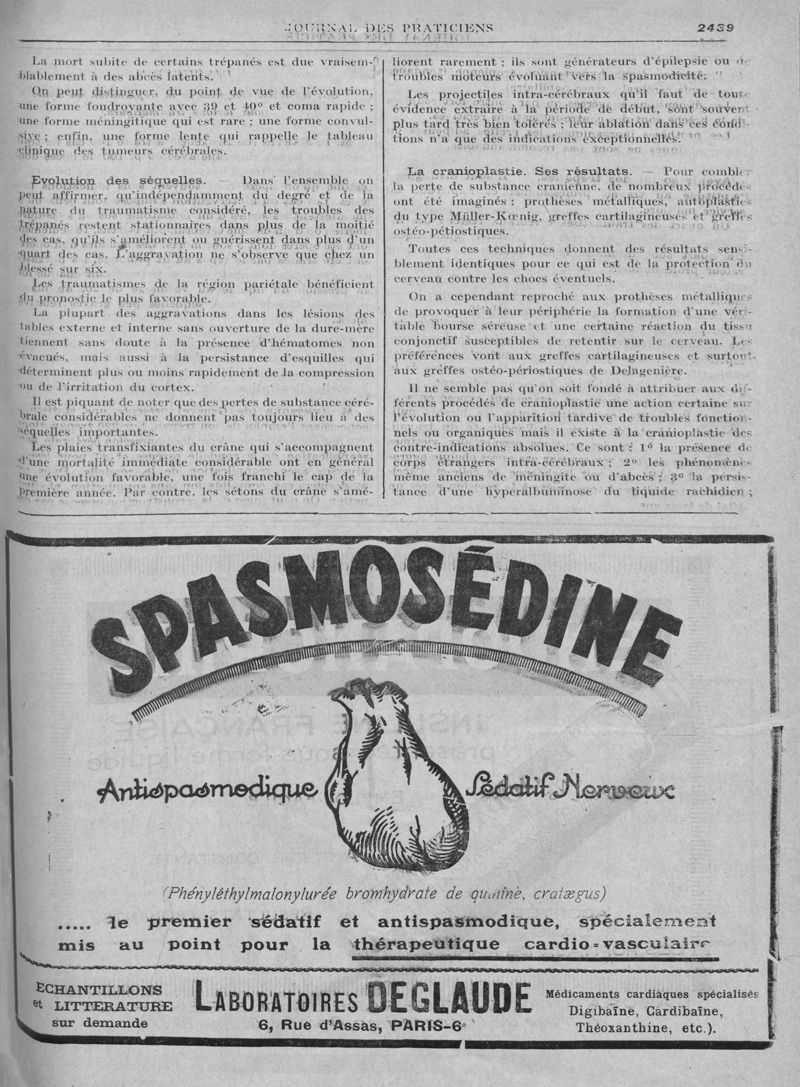 JOURNAL DES PRATICIENS
2439
La mort subite de certains trépanés est due vraisem-
blablement à des abcès latents.
On peut distinguer, du point de vue de l'évolution,
une forme foudroyante avec 39 et 40° et coma rapide ;
une forme méningitique qui est rare ; une forme convul-
sive ; enfin, une forme lente qui rappelle le tableau
clinique des tumeurs cérébrales.
Evolution des séquelles. — Dans l'ensemble on
peut affirmer, qu'indépendamment du degré et de la
nature du traumatisme considéré, les troubles des
trépanés restent stationnaires dans plus de la moitié
des cas, qu'ils s'améliorent ou guérissent dans plus d'un
quart des cas. L'aggravation ne s'observe que chez un
blessé sur six.
Les traumatismes de la région pariétale bénéficient
du pronostic le plus favorable.
La plupart des aggravations dans les lésions des
tables externe et interne sans ouverture de la dure-mère
tiennent sans doute à la présence d'hématomes non
évacués, mais aussi à la persistance d'esquilles qui
déterminent plus ou moins rapidement de la compression
ou de l'irritation du cortex.
Il est piquant de noter que des pertes de substance céré-
brale considérables ne donnent pas toujours lieu à des
séquelles importantes.
Les plaies transfixiantes du crâne qui s'accompagnent
d'une mortalité immédiate considérable ont en général
une évolution favorable, une fois franchi le cap de la
première année. Par contre, les sétons du crâne s'amé-
liorent rarement ; ils sont générateurs d'épilepsie ou d
troubles moteurs évoluant vers la spasmodicité.
Les projectiles intra-cérébraux qu'il faut de tout
évidence extraire à la période de début, sont souven
plus tard très bien tolérés ; leur ablation dans ces condi-
tions n'a que des indications exceptionnelles.
La cranioplastie. Ses résultats. — Pour comble
la perte de substance cranienne, de nombreux procédés
ont été imaginés : prothèses métalliques, autoplasties
du type Müller-Kœnig, greffes cartilagineuses et greffes
ostéo-pétiostiques.
Toutes ces techniques donnent des résultats sensi-
blement identiques pour ce qui est de la protection du
cerveau contre les chocs éventuels.
On a cependant reproché aux prothèses métalliques
de provoquer à leur périphérie la formation d'une véri-
table bourse séreuse et une certaine réaction du tissu
conjonctif susceptibles de retentir sur le cerveau. Les
préférences vont aux greffes cartilagineuses et surtout
aux greffes ostéo-périostiques de Delagenière.
Il ne semble pas qu'on soit fondé à attribuer aux dif-
férents procédés de cranioplastie une action certaine sur
l'évolution ou l'apparition tardive de troubles fonction-
nels ou organiques mais il existe à la cranioplastie des
contre-indications absolues. Ce sont : 1° la présence de
corps étrangers intra-cérébraux ; 2° les phénomènes
même anciens de méningite ou d'abcès ; 3° la persis-
tance d'une hyperalbuminose du liquide rachidien ;
SPASMOSÉDINE
Antispasmodique Sédatif Nerveux
(Phényléthylmalonylurée bromhydrate de quinine, cratægus)
..... le premier sédatif et antispasmodique, spécialement
mis au point pour la thérapeutique cardio-vasculaire
ECHANTILLONS
et LITTERATURE
sur demande
LABORATOIRES DEGLAUDE
6, Rue d'Assas, PARIS-6e
Médicaments cardiaques spécialisés
Digibaïne, Cardibaïne,
Théoxanthine, etc.).